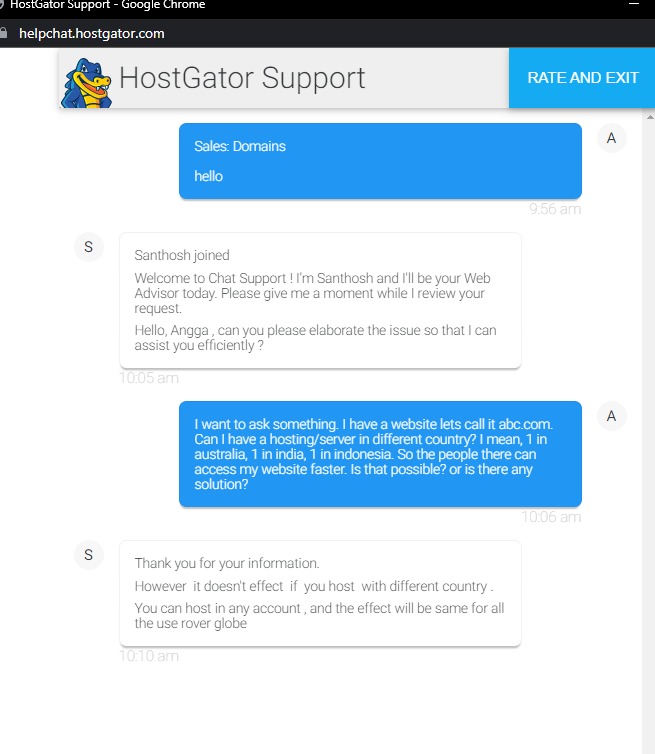 HostGator Support - Google Chrome
helpchat.hostgator.com
HostGator Support
RATE AND EXIT
Sales: Domains
hello
A
9:56 am
S
Santhosh joined
Welcome to Chat Support ! I'm Santhosh and I'll be your Web
Advisor today. Please give me a moment while I review your
request.
Hello, Angga , can you please elaborate the issue so that I can
assist you efficiently ?
10:05 am
I want to ask something. I have a website lets call it abc.com.
Can I have a hosting/server in different country? I mean, 1 in
australia, 1 in india, 1 in indonesia. So the people there can
access my website faster. Is that possible? or is there any
solution?
A
10:06 am
S
Thank you for your information.
However  it doesn't effect  if  you host  with different country .
You can host in any account , and the effect will be same for all
the use rover globe
10:10 am